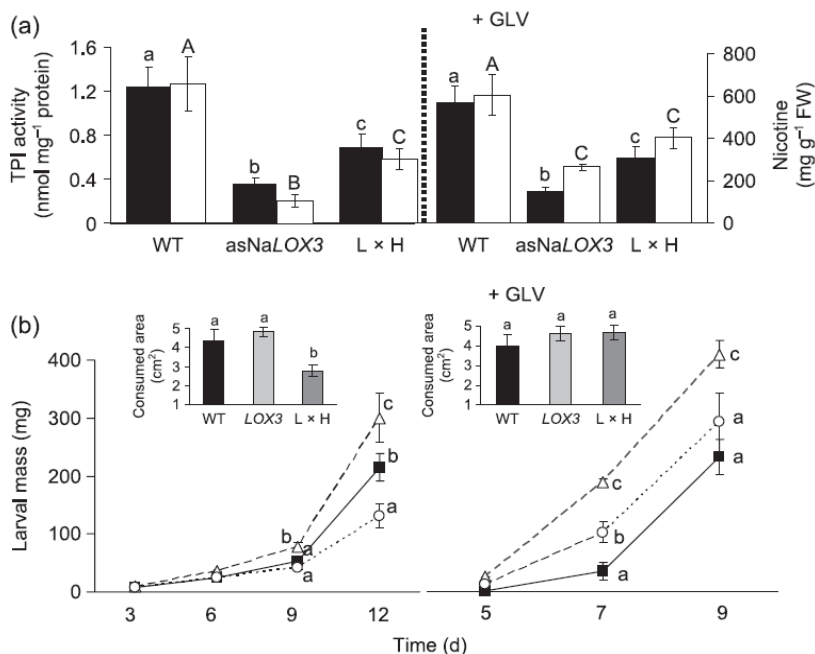 (a)
+ GLV
TPI activity
(nmol mg⁻¹ protein)
1.6
1.2
0.8
0.4
0
a A
b B
c C
a A
b C
c C
800
600
400
200
0
Nicotine
(mg g⁻¹ FW)
WT asNaLOX3 L × H
WT asNaLOX3 L × H
(b)
+ GLV
Consumed area
(cm²)
5
4
3
2
1
a a b
WT LOX3 L × H
Consumed area
(cm²)
5
4
3
2
1
a a a
WT LOX3 L × H
Larval mass (mg)
400
300
200
100
0
b
a
a
c
b
a
c
b
a
c
a
a
3 6 9 12
5 7 9
Time (d)